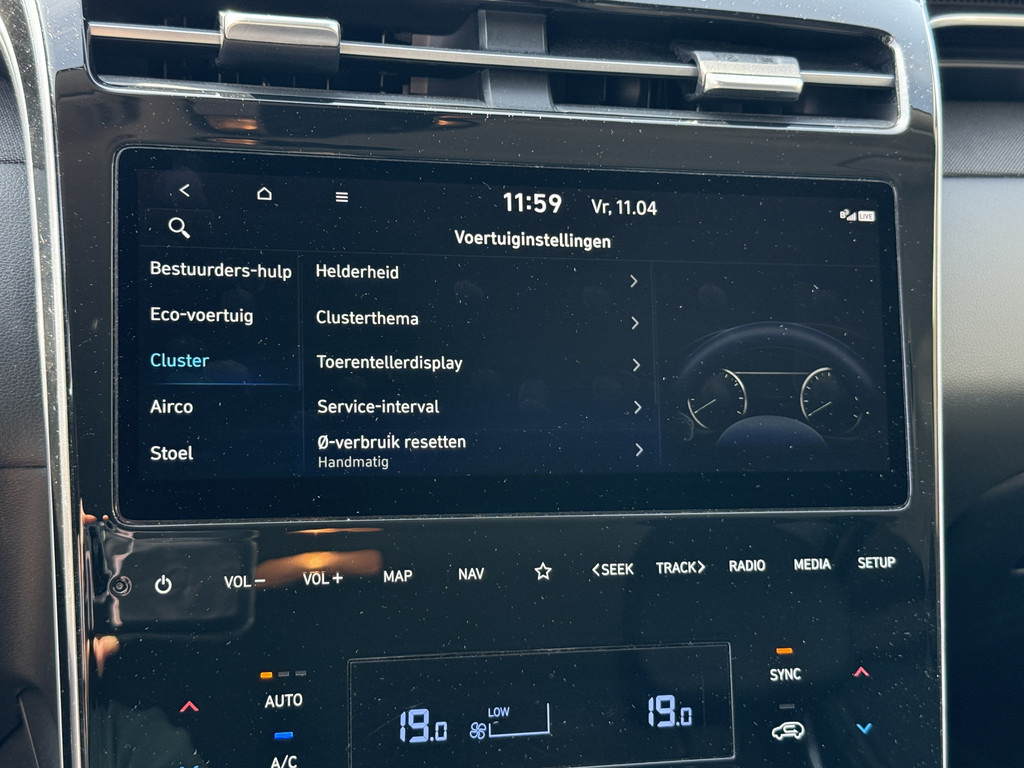 11:59 Vr, 11.04 LIVE
Voertuiginstellingen
Bestuurders-hulp
Eco-voertuig
Cluster
Airco
Stoel
Helderheid
Clusterthema
Toerentellerdisplay
Service-interval
Ø-verbruik resetten
Handmatig
VOL− VOL+ MAP NAV <SEEK TRACK> RADIO MEDIA SETUP
AUTO
SYNC
LOW
19.0 19.0
A/C